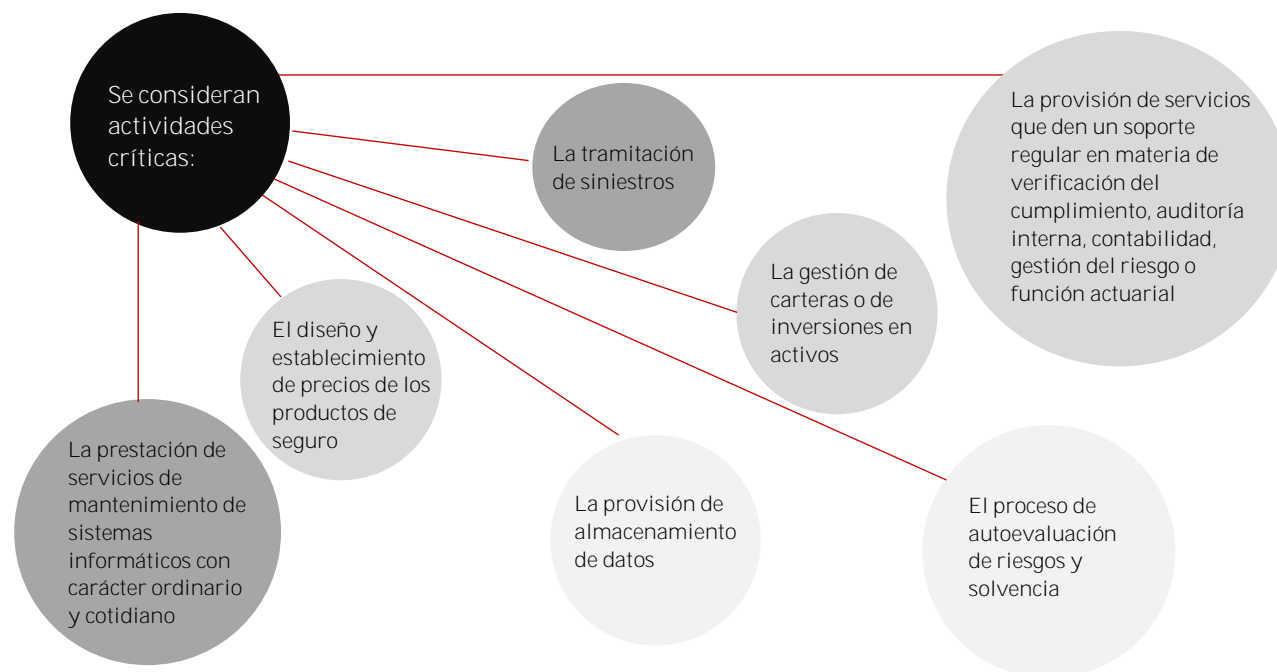 Se consideran
actividades
críticas:
La tramitación
de siniestros
La provisión de servicios
que den un soporte
regular en materia de
verificación del
cumplimiento, auditoría
interna, contabilidad,
gestión del riesgo o
función actuarial
La gestión de
carteras o de
inversiones en
activos
El diseño y
establecimiento
de precios de los
productos de
seguro
La prestación de
servicios de
mantenimiento de
sistemas
informáticos con
carácter ordinario
y cotidiano
La provisión de
almacenamiento
de datos
El proceso de
autoevaluación
de riesgos y
solvencia